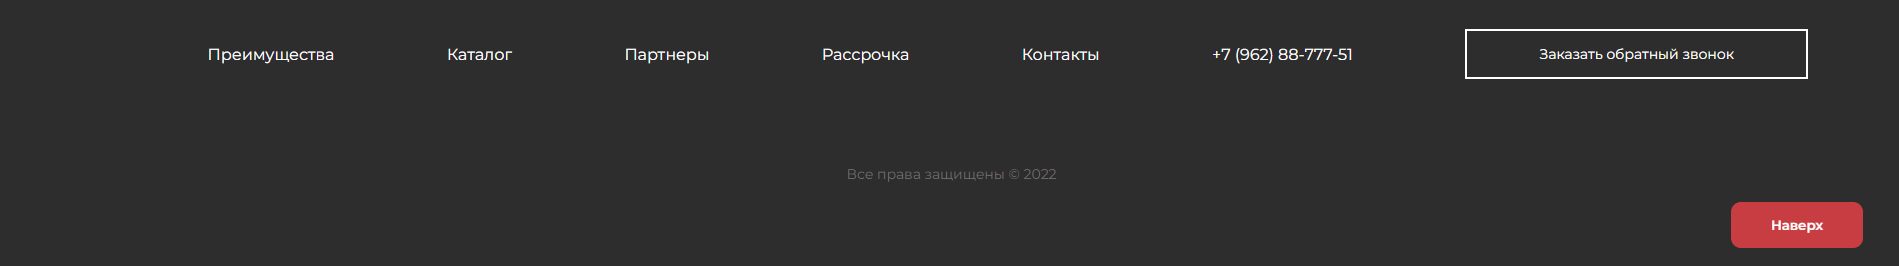 Преимущества Каталог Партнеры Рассрочка Контакты +7 (962) 88-777-51 Заказать обратный звонок
Все права защищены © 2022
Наверх